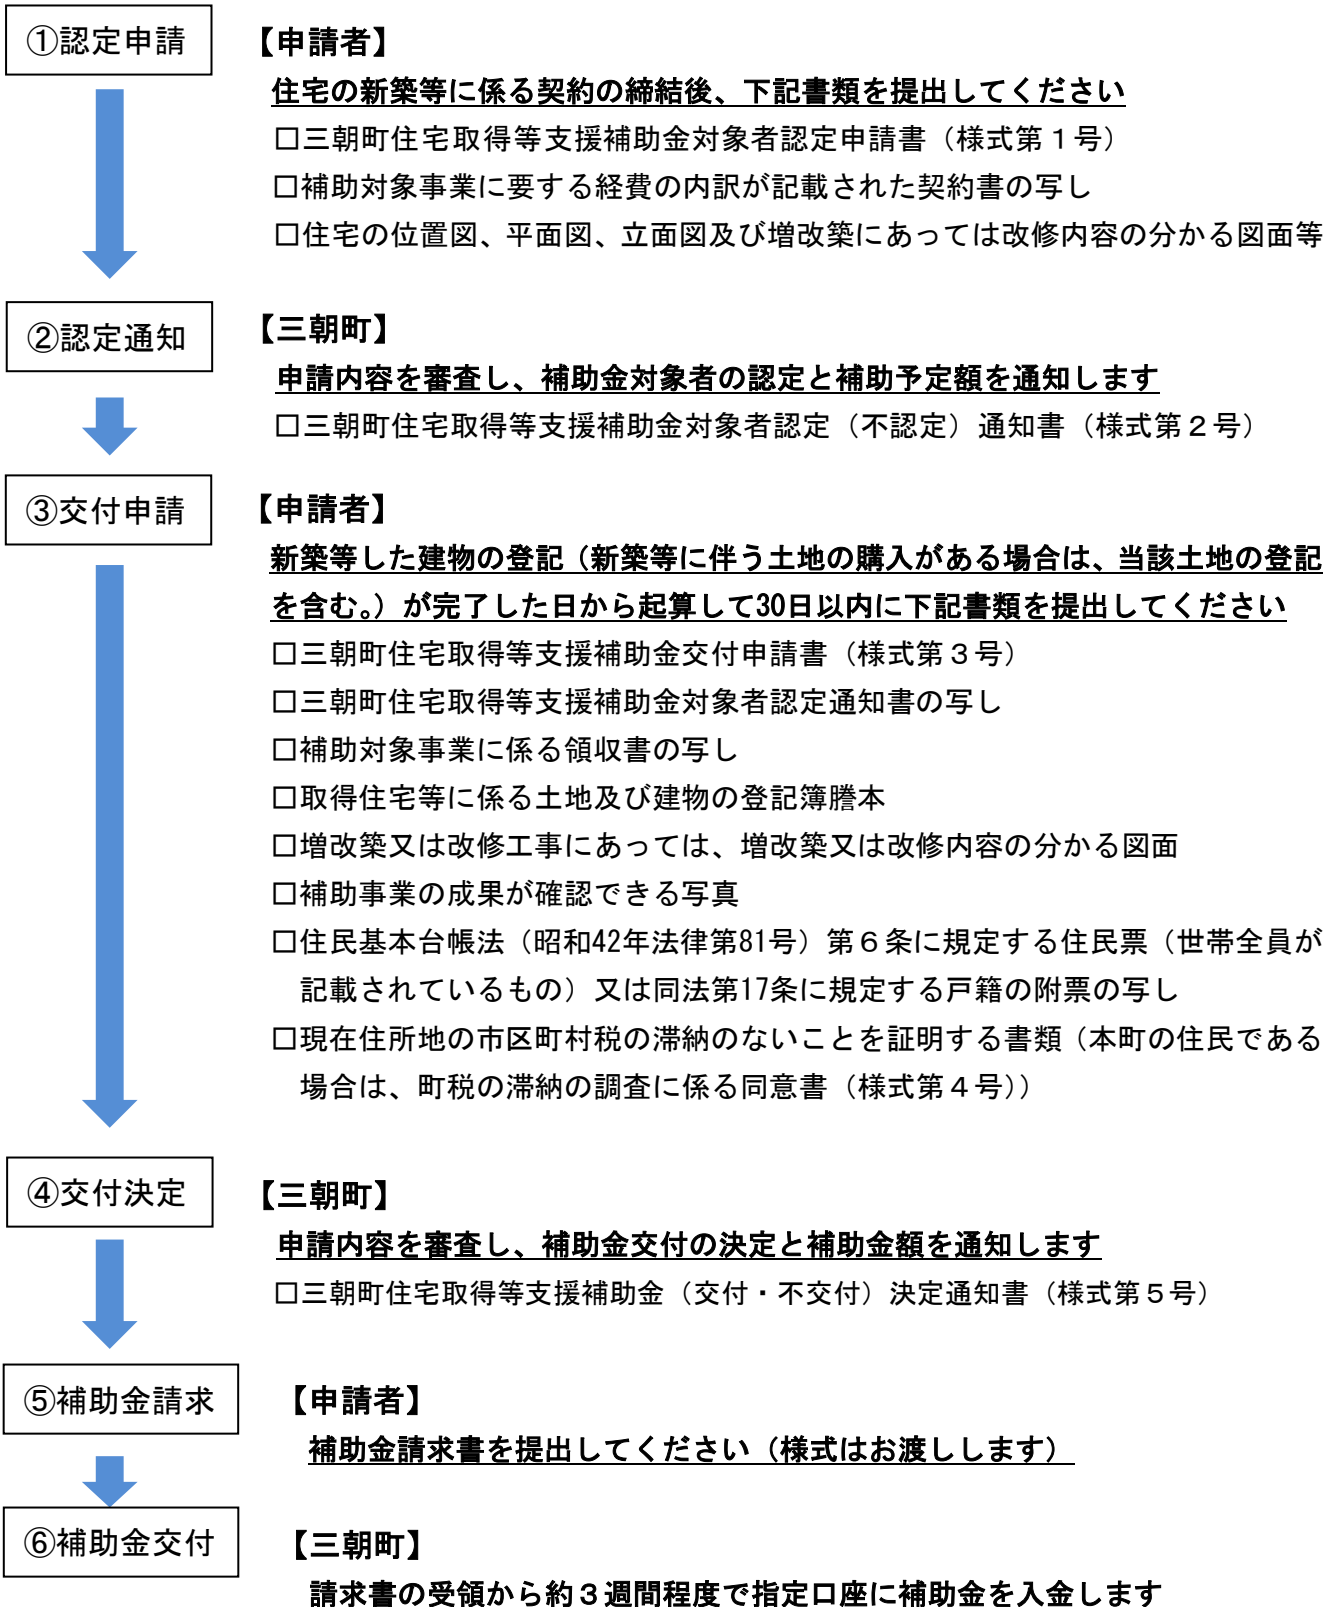 ①認定申請
【申請者】
住宅の新築等に係る契約の締結後、下記書類を提出してください
□三朝町住宅取得等支援補助金対象者認定申請書（様式第１号）
□補助対象事業に要する経費の内訳が記載された契約書の写し
□住宅の位置図、平面図、立面図及び増改築にあっては改修内容の分かる図面等
②認定通知
【三朝町】
申請内容を審査し、補助金対象者の認定と補助予定額を通知します
□三朝町住宅取得等支援補助金対象者認定（不認定）通知書（様式第２号）
③交付申請
【申請者】
新築等した建物の登記（新築等に伴う土地の購入がある場合は、当該土地の登記
を含む。）が完了した日から起算して30日以内に下記書類を提出してください
□三朝町住宅取得等支援補助金交付申請書（様式第３号）
□三朝町住宅取得等支援補助金対象者認定通知書の写し
□補助対象事業に係る領収書の写し
□取得住宅等に係る土地及び建物の登記簿謄本
□増改築又は改修工事にあっては、増改築又は改修内容の分かる図面
□補助事業の成果が確認できる写真
□住民基本台帳法（昭和42年法律第81号）第６条に規定する住民票（世帯全員が
記載されているもの）又は同法第17条に規定する戸籍の附票の写し
□現在住所地の市区町村税の滞納のないことを証明する書類（本町の住民である
場合は、町税の滞納の調査に係る同意書（様式第４号））
④交付決定
【三朝町】
申請内容を審査し、補助金交付の決定と補助金額を通知します
□三朝町住宅取得等支援補助金（交付・不交付）決定通知書（様式第５号）
⑤補助金請求
【申請者】
補助金請求書を提出してください（様式はお渡しします）
⑥補助金交付
【三朝町】
請求書の受領から約３週間程度で指定口座に補助金を入金します